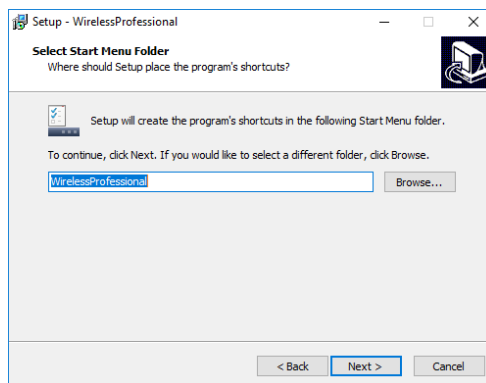 Setup - WirelessProfessional
Select Start Menu Folder
Where should Setup place the program's shortcuts?
Setup will create the program's shortcuts in the following Start Menu folder.
To continue, click Next. If you would like to select a different folder, click Browse.
WirelessProfessional
Browse...
< Back
Next >
Cancel